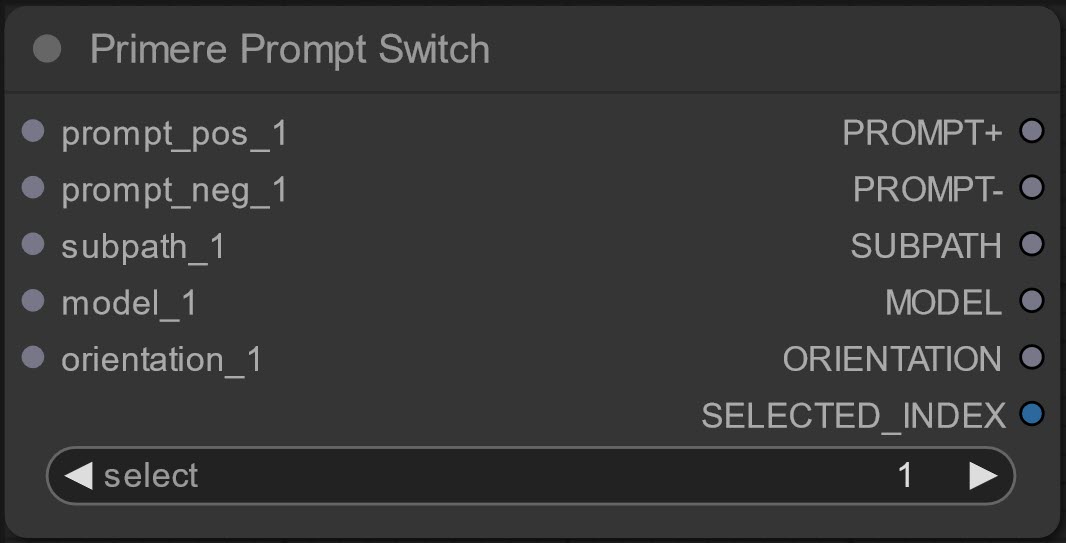 Primere Prompt Switch
prompt_pos_1 PROMPT+
prompt_neg_1 PROMPT-
subpath_1 SUBPATH
model_1 MODEL
orientation_1 ORIENTATION
SELECTED_INDEX
select 1